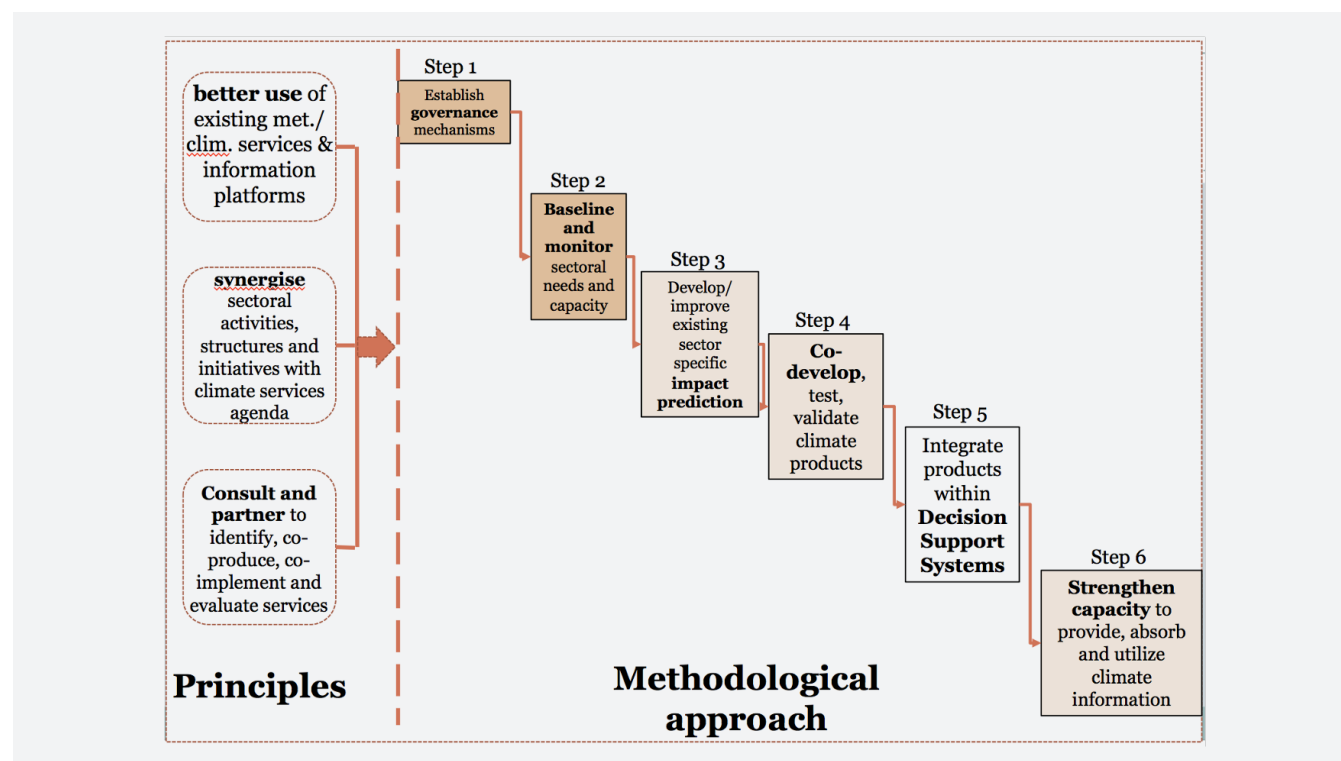 better use of
existing met./
clim. services &
information
platforms
synergise
sectoral
activities,
structures and
initiatives with
climate services
agenda
Consult and
partner to
identify, co-
produce, co-
implement and
evaluate services
Principles
Step 1
Establish
governance
mechanisms
Step 2
Baseline
and
monitor
sectoral
needs and
capacity
Step 3
Develop/
improve
existing
sector
specific
impact
prediction
Step 4
Co-
develop,
test,
validate
climate
products
Step 5
Integrate
products
within
Decision
Support
Systems
Step 6
Strengthen
capacity to
provide, absorb
and utilize
climate
information
Methodological
approach